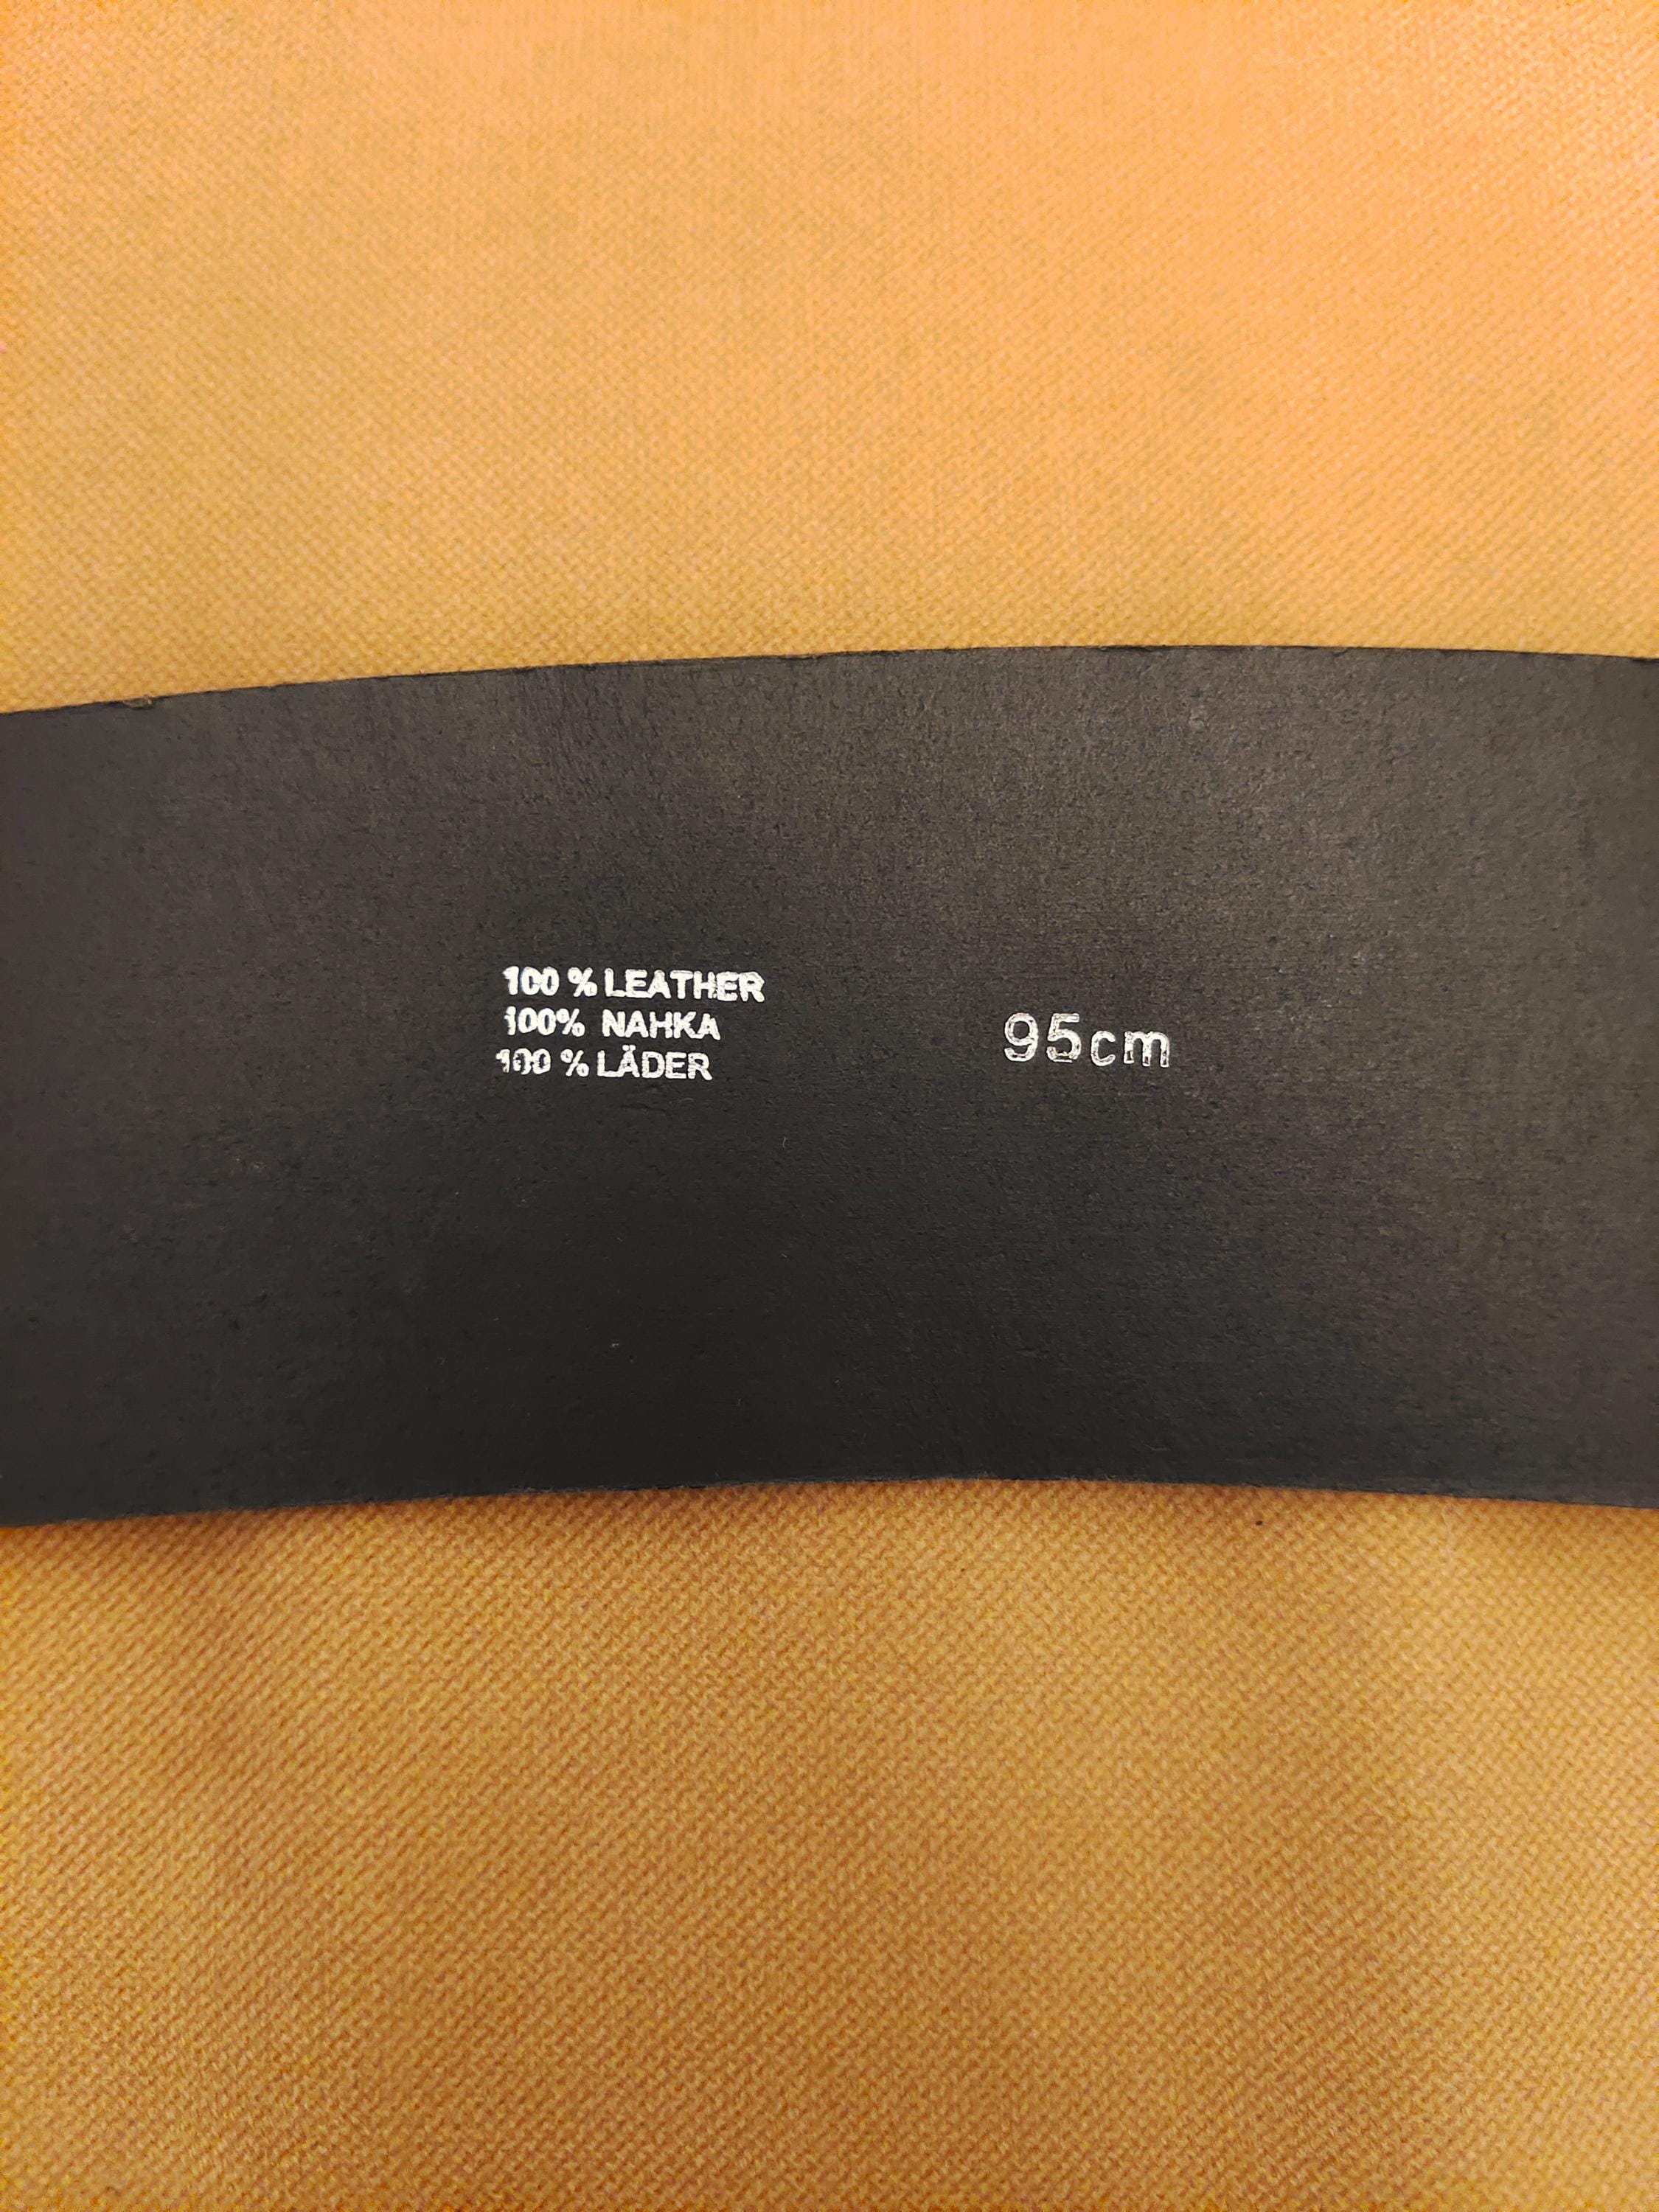 100 % LEATHER
100% NAHKA
100 % LÄDER
95cm